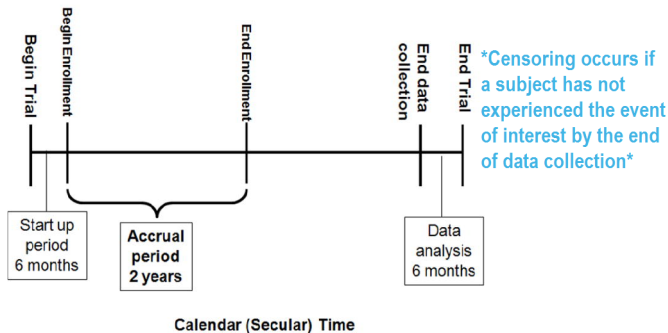 Begin Trial
Begin Enrollment
End Enrollment
End data
collection
End Trial
*Censoring occurs if
a subject has not
experienced the event
of interest by the end
of data collection*
Start up
period
6 months
Accrual
period
2 years
Data
analysis
6 months
Calendar (Secular) Time